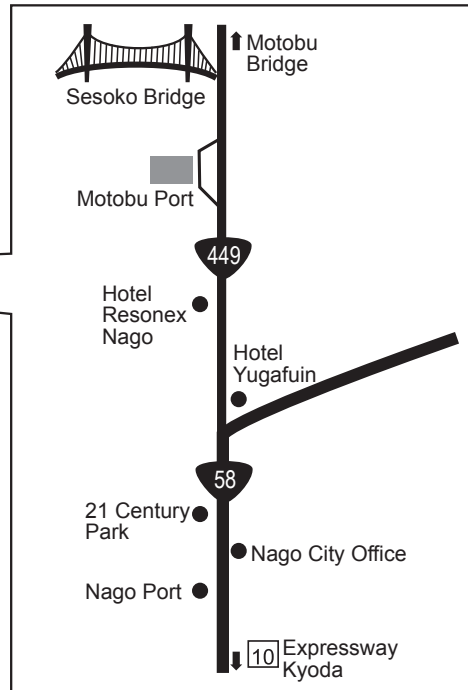 Motobu
Bridge
Sesoko Bridge
Motobu Port
449
Hotel
Resonex
Nago
Hotel
Yugafuin
58
21 Century
Park
Nago City Office
Nago Port
10 Expressway
Kyoda